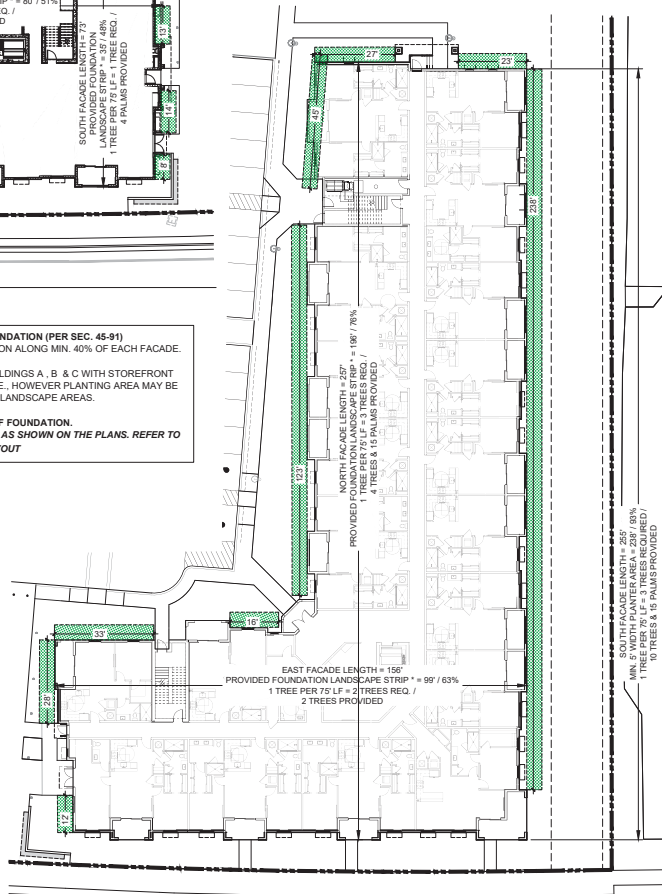 IP * = 80'/ 51%
EQ. /
D
SOUTH FACADE LENGTH = 73'
PROVIDED FOUNDATION
LANDSCAPE STRIP * = 35'/ 48%
1 TREE PER 75' LF = 1 TREE REQ. /
4 PALMS PROVIDED
13'
14'
8'
27'
23'
45'
238'
NDATION (PER SEC. 45-91)
ON ALONG MIN. 40% OF EACH FACADE.
LDINGS A , B & C WITH STOREFRONT
E., HOWEVER PLANTING AREA MAY BE
LANDSCAPE AREAS.
F FOUNDATION.
AS SHOWN ON THE PLANS. REFER TO
OUT
123'
NORTH FACADE LENGTH = 257'
PROVIDED FOUNDATION LANDSCAPE STRIP * = 196' / 76%
1 TREE PER 75' LF = 3 TREES REQ. /
4 TREES & 15 PALMS PROVIDED
SOUTH FACADE LENGTH = 255'
MIN. 5' WIDTH PLANTER AREA = 238' / 93%
1 TREE PER 75' LF = 3 TREES REQUIRED /
10 TREES & 15 PALMS PROVIDED
33'
16'
28'
12'
EAST FACADE LENGTH = 156'
PROVIDED FOUNDATION LANDSCAPE STRIP * = 99' / 63%
1 TREE PER 75' LF = 2 TREES REQ. /
2 TREES PROVIDED